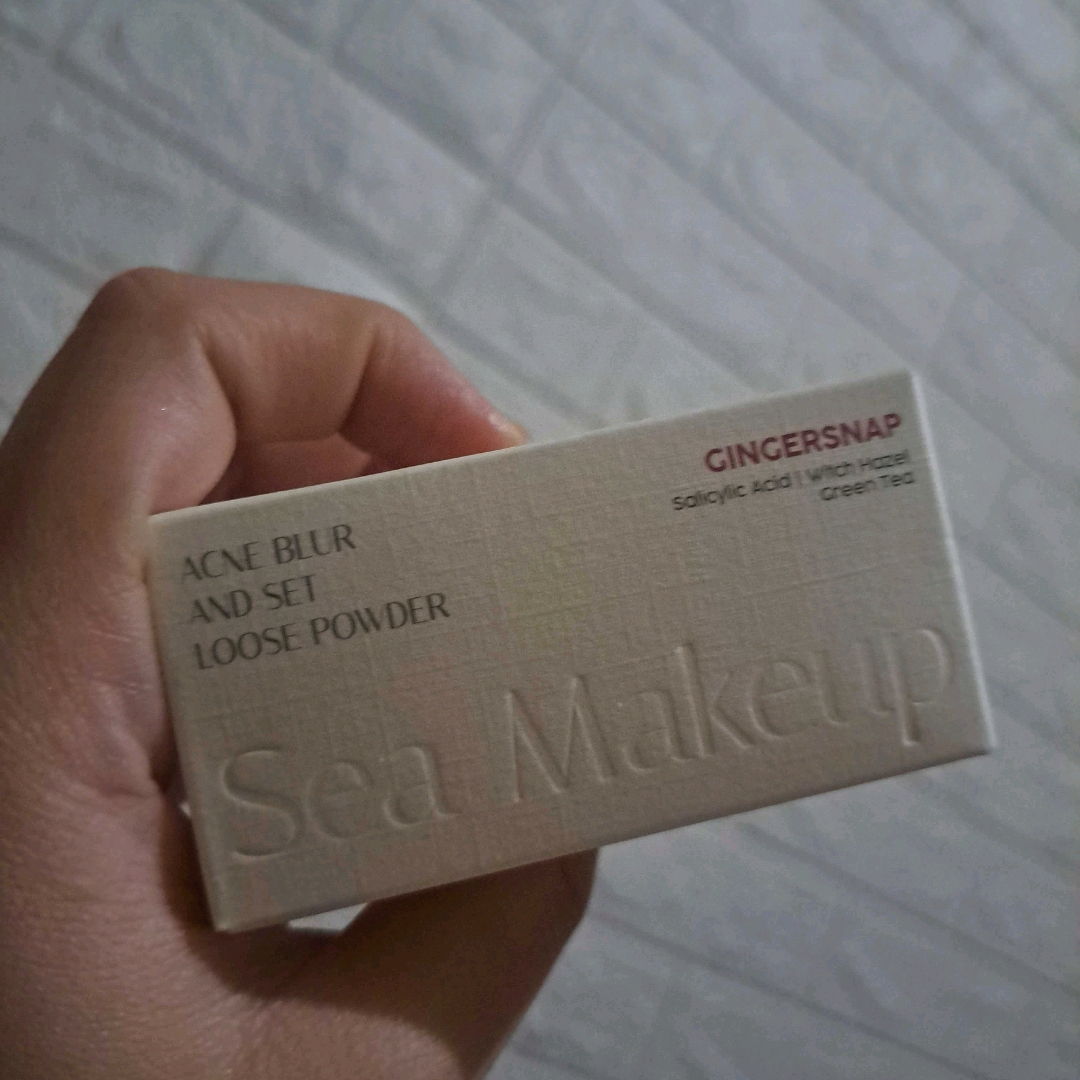 GINGERSNAP
Salicylic Acid | Witch Hazel
Green Tea
ACNE BLUR
AND SET
LOOSE POWDER
Sea Makeup